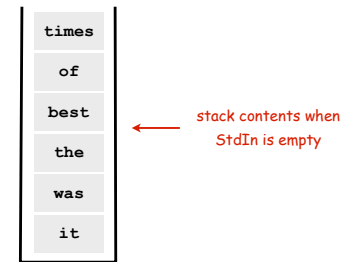 times
of
best
the
was
it
stack contents when
StdIn is empty